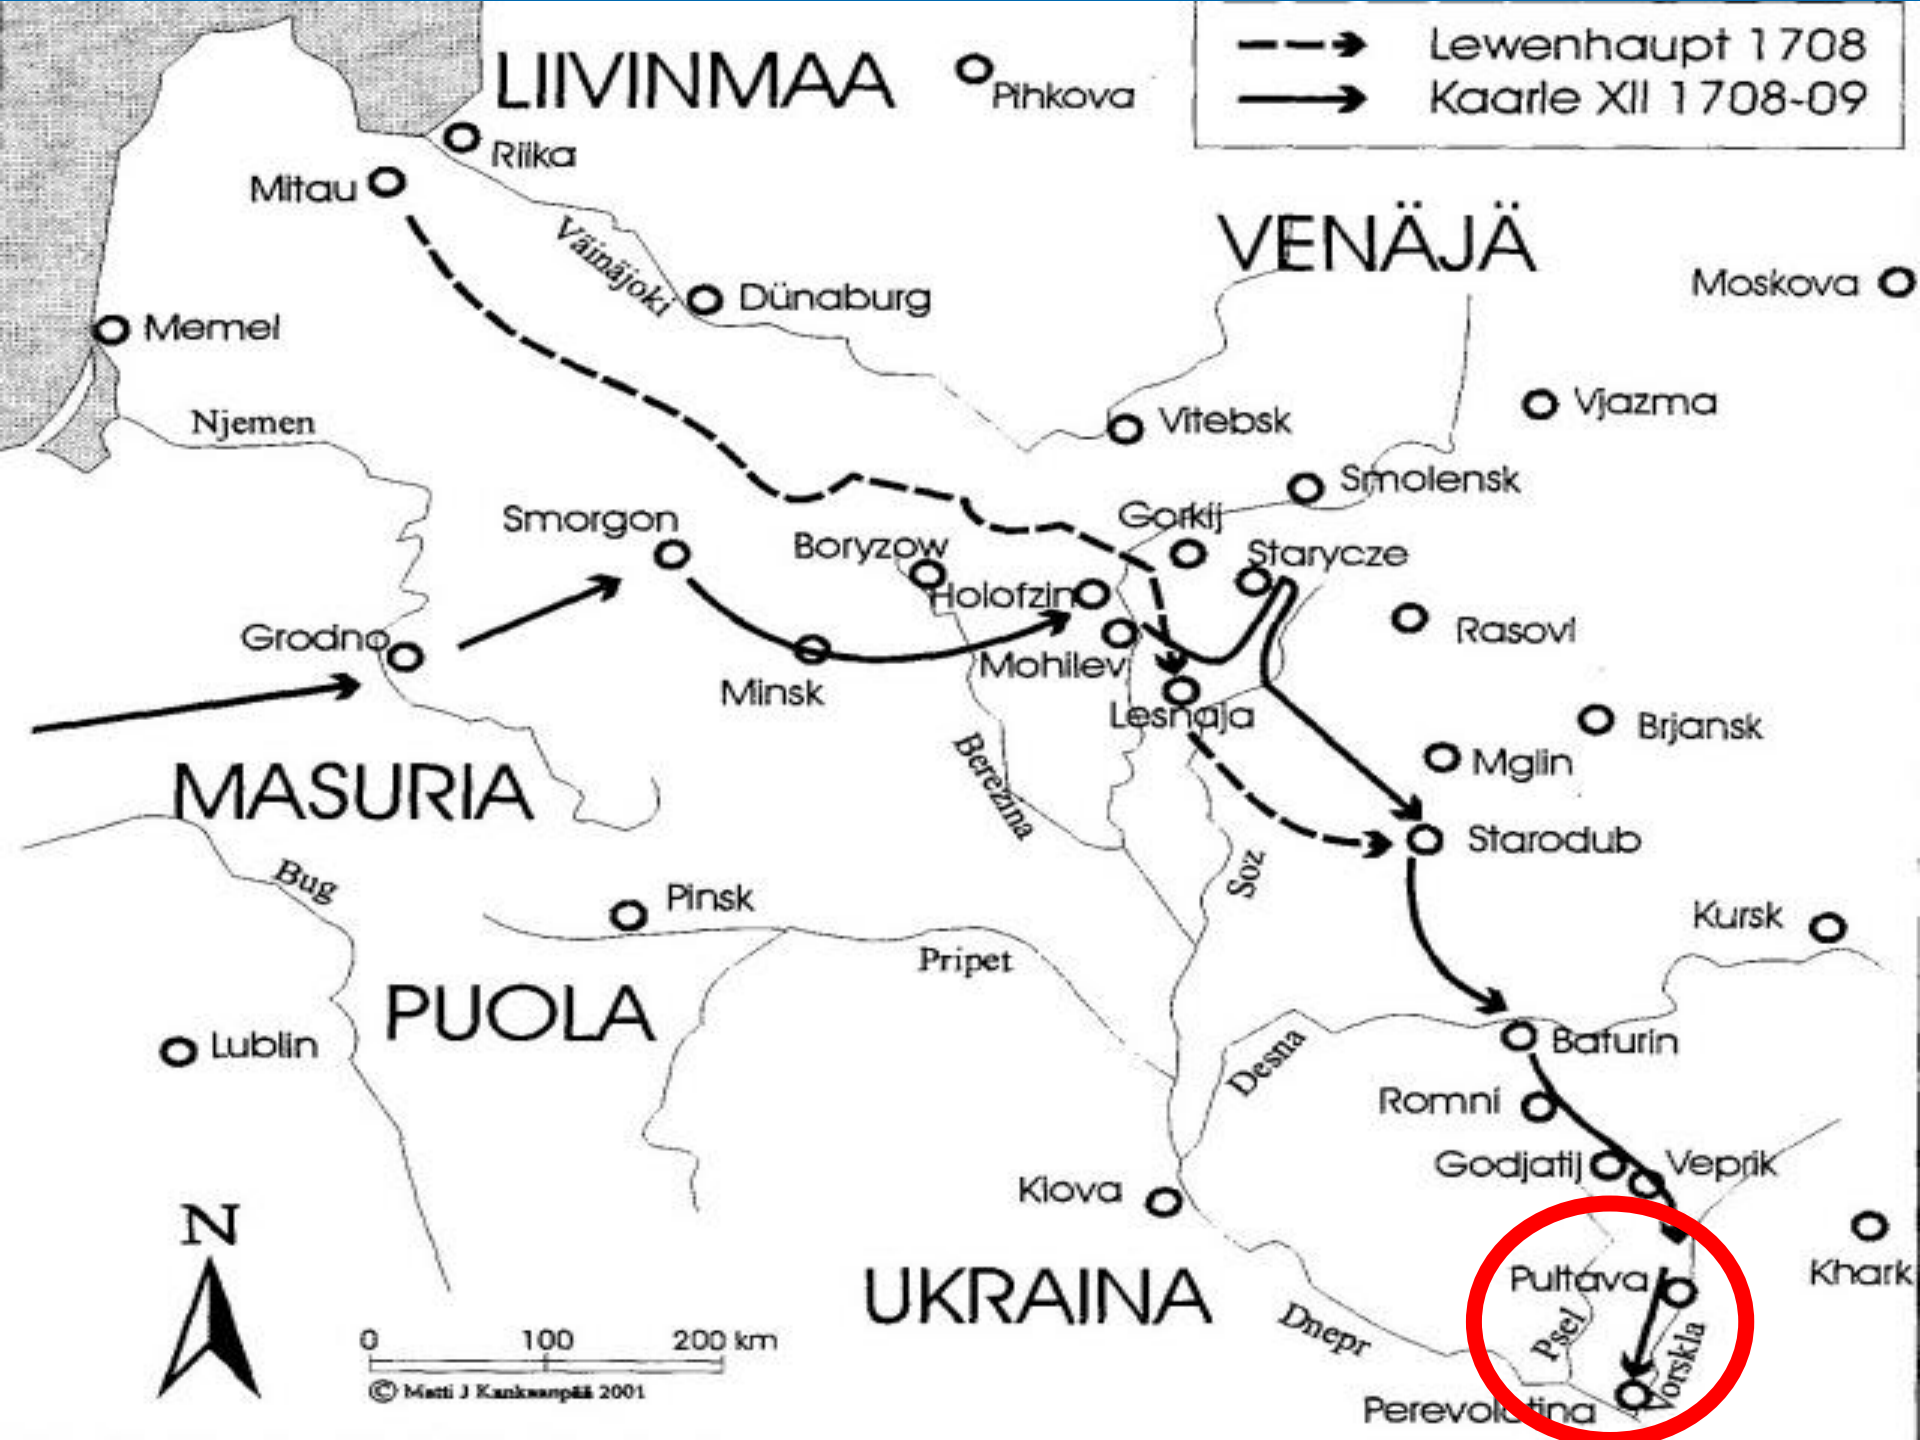 Lewenhaupt 1708
Kaarle XII 1708-09
LIIVINMAA
Pihkova
Riika
Mitau
Väinäjoki
VENÄJÄ
Moskova
Dünaburg
Memel
Njemen
Vitebsk
Vjazma
Smolensk
Smorgon
Gorkij
Boryzow
Starycze
Holofzin
Rasovl
Grodno
Mohilev
Minsk
Lesnaja
Brjansk
Mglin
MASURIA
Berezina
Starodub
Soz
Bug
Pinsk
Kursk
Pripet
PUOLA
Lublin
Baturin
Desna
Romni
Godjatij
Veprik
Kiova
N
UKRAINA
Pultava
Khark
Dnepr
Psel
Vorskla
0 100 200 km
© Matti J Kankaanpää 2001
Perevolotina